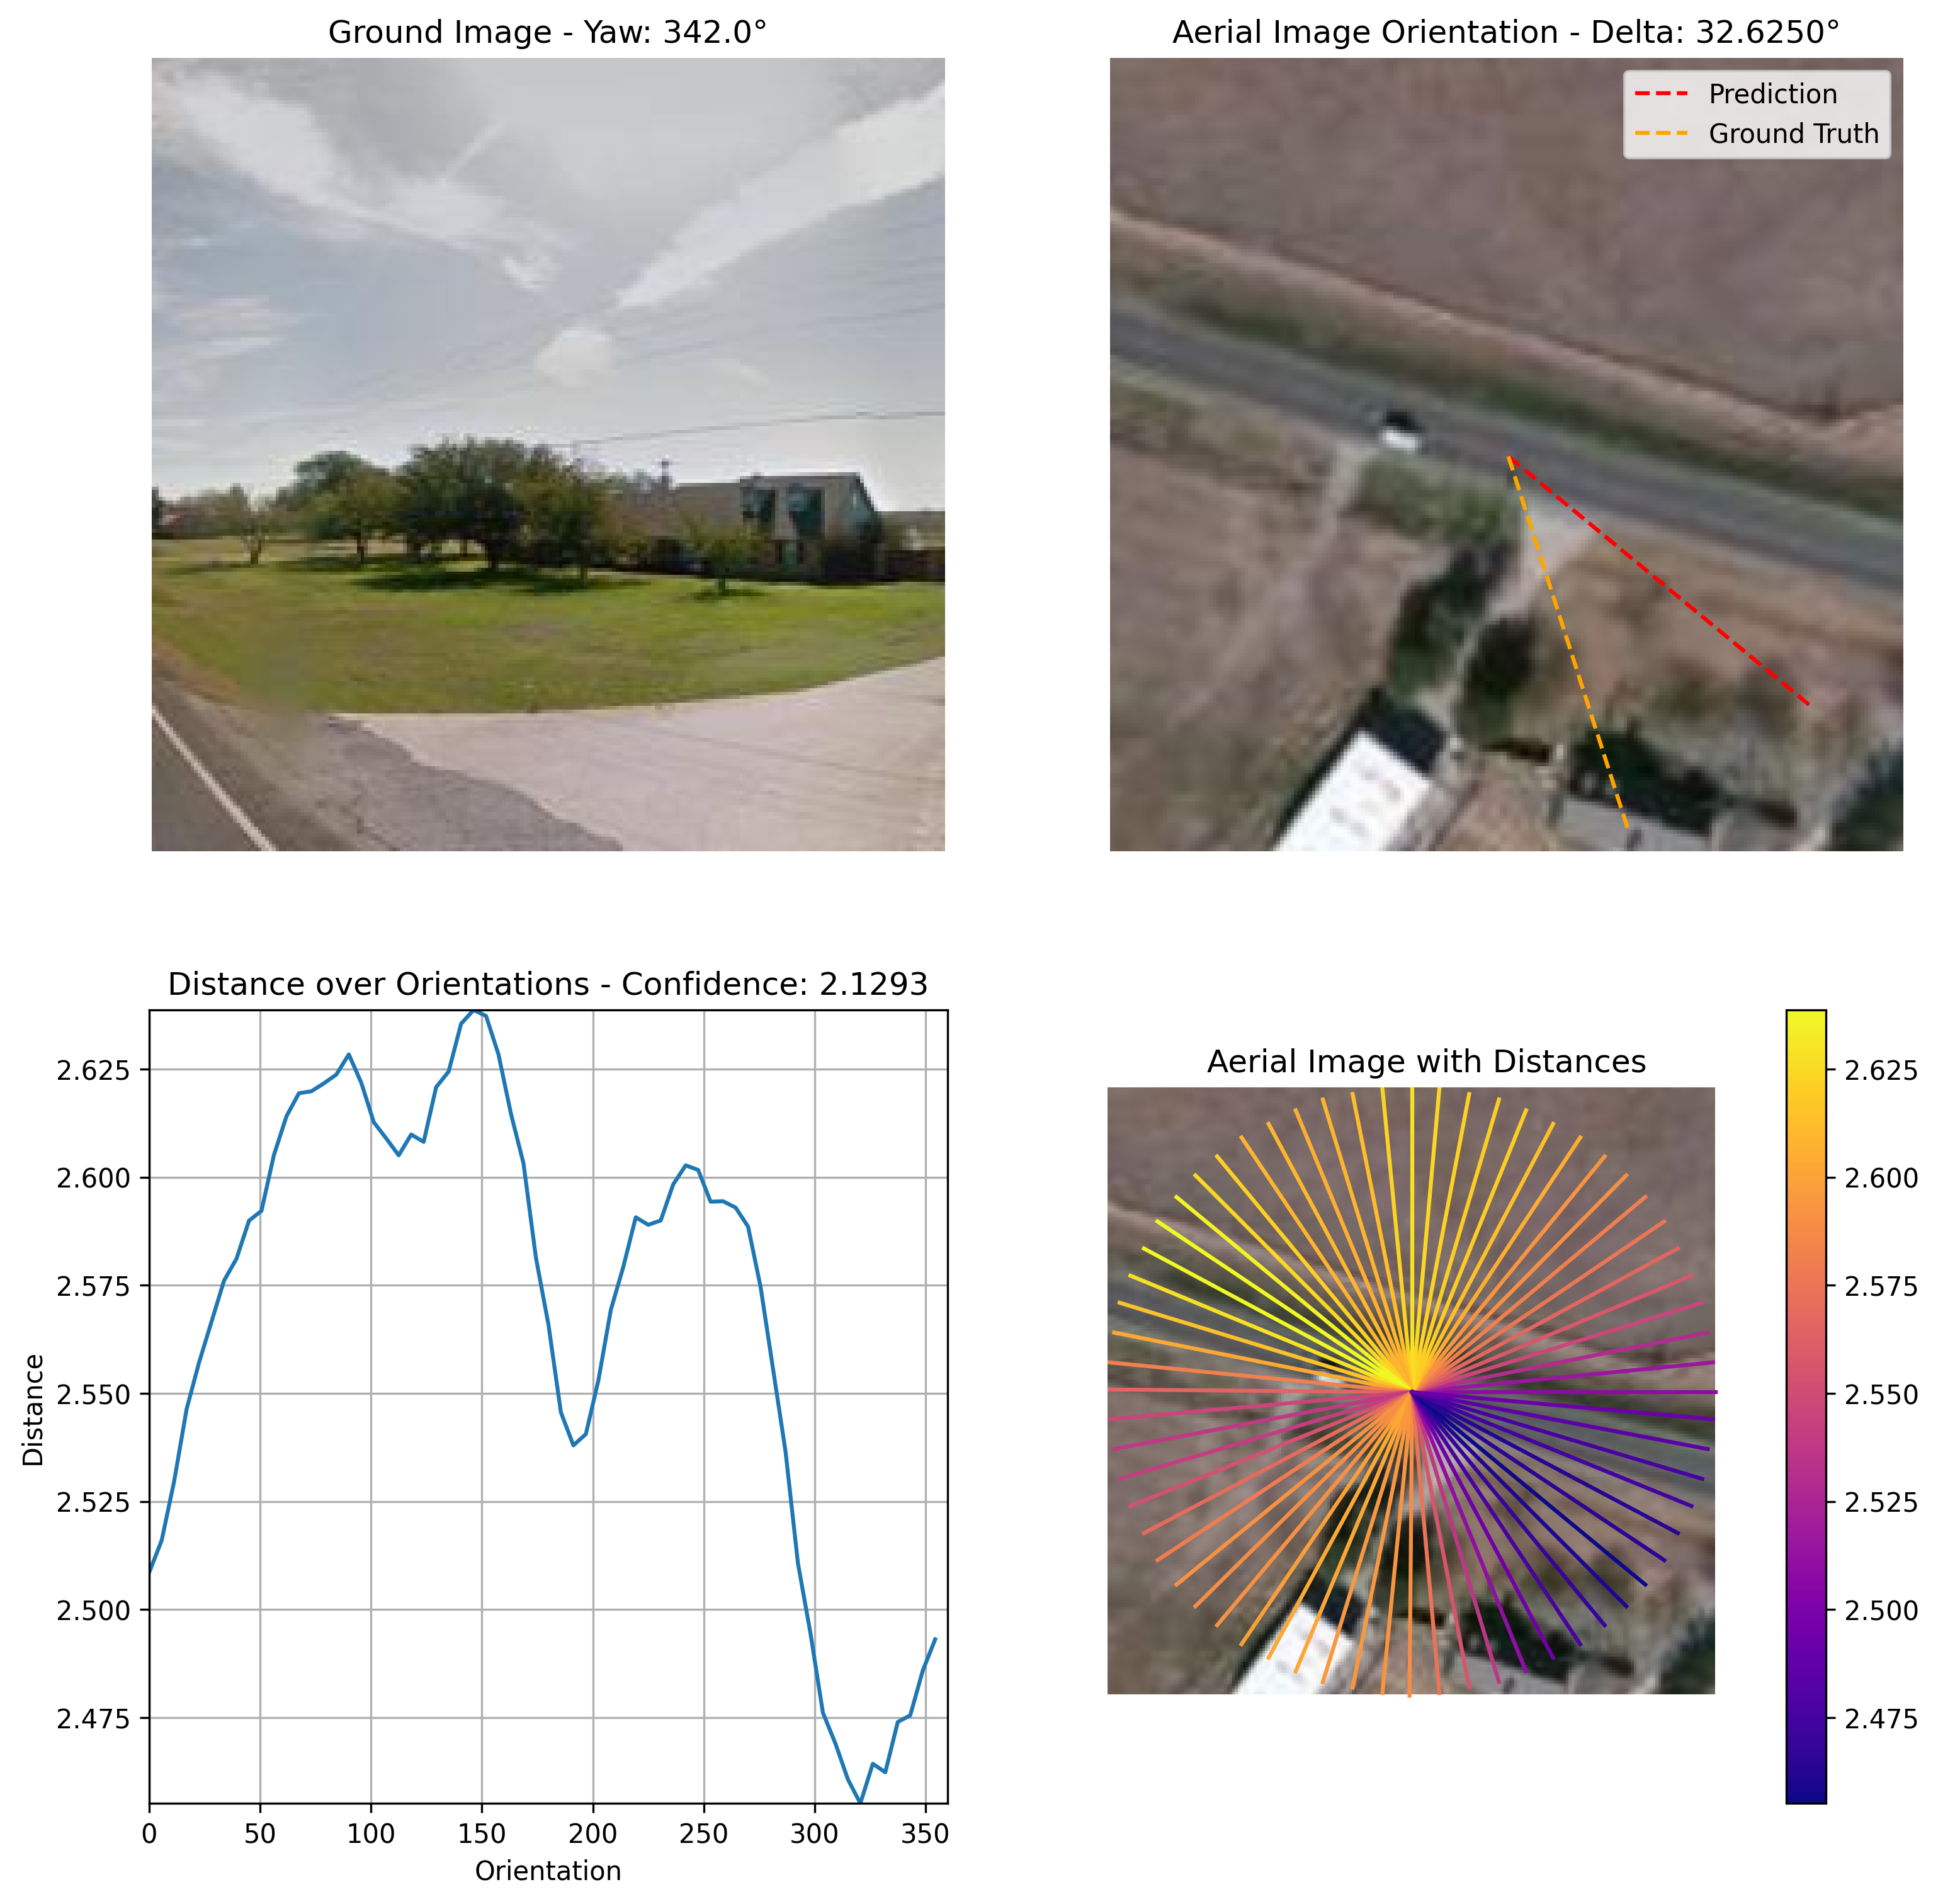 Ground Image - Yaw: 342.0°
Aerial Image Orientation - Delta: 32.6250°
Prediction
Ground Truth
Distance over Orientations - Confidence: 2.1293
2.625
2.600
2.575
2.550
2.525
2.500
2.475
Distance
0 50 100 150 200 250 300 350
Orientation
Aerial Image with Distances
2.625
2.600
2.575
2.550
2.525
2.500
2.475